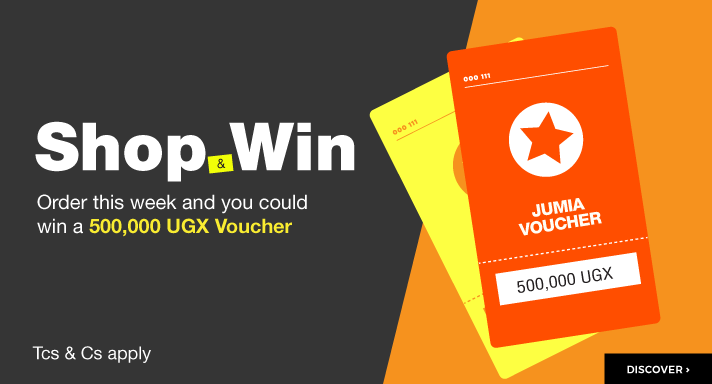 Shop & Win
Order this week and you could
win a 500,000 UGX Voucher
Tcs & Cs apply
000 111
000 111
JUMIA
VOUCHER
500,000 UGX
DISCOVER ›